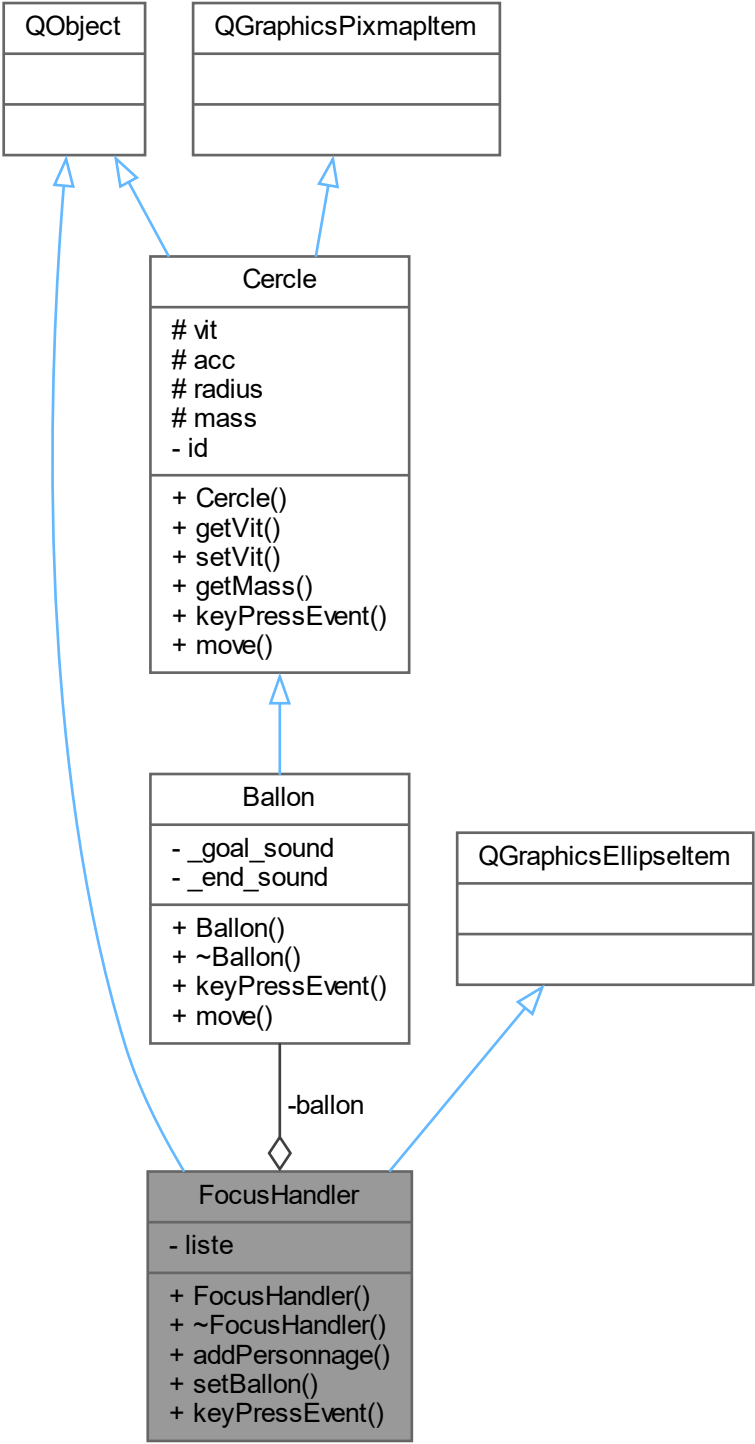 QObject
QGraphicsPixmapItem
Cercle
# vit
# acc
# radius
# mass
- id
+ Cercle()
+ getVit()
+ setVit()
+ getMass()
+ keyPressEvent()
+ move()
Ballon
- _goal_sound
- _end_sound
+ Ballon()
+ ~Ballon()
+ keyPressEvent()
+ move()
QGraphicsEllipseItem
-ballon
FocusHandler
- liste
+ FocusHandler()
+ ~FocusHandler()
+ addPersonnage()
+ setBallon()
+ keyPressEvent()